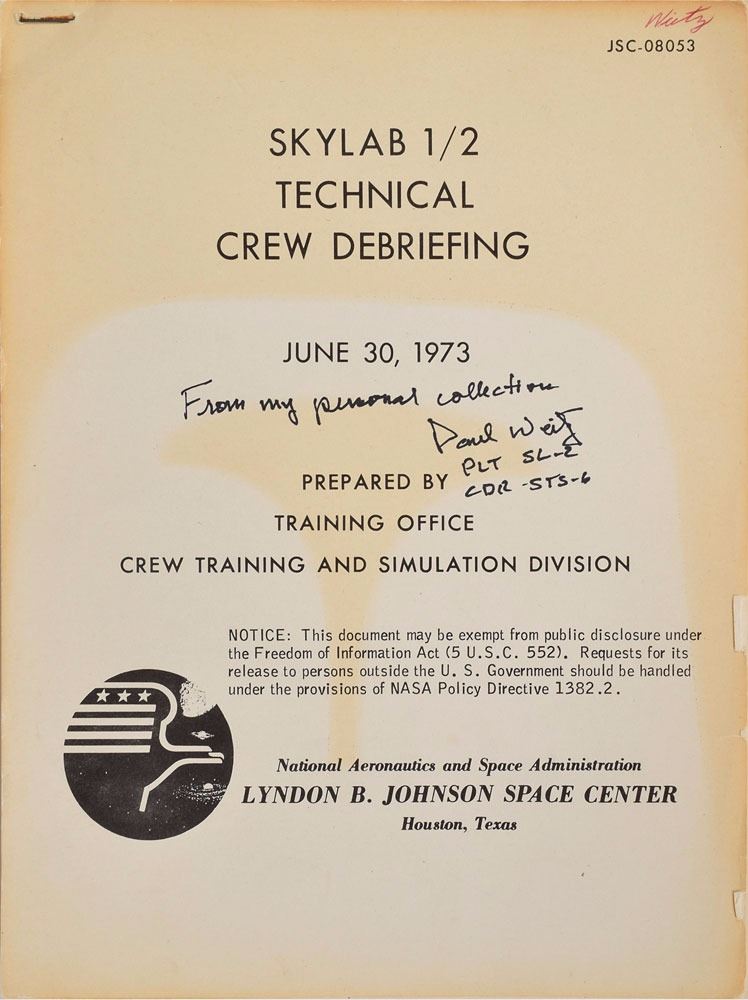 Wietz
JSC-08053
SKYLAB 1/2
TECHNICAL
CREW DEBRIEFING
JUNE 30, 1973
From my personal collection
Paul Weitz
PLT SL-2
CDR -STS-6
PREPARED BY
TRAINING OFFICE
CREW TRAINING AND SIMULATION DIVISION
NOTICE: This document may be exempt from public disclosure under
the Freedom of Information Act (5 U.S.C. 552). Requests for its
release to persons outside the U. S. Government should be handled
under the provisions of NASA Policy Directive 1382.2.
National Aeronautics and Space Administration
LYNDON B. JOHNSON SPACE CENTER
Houston, Texas